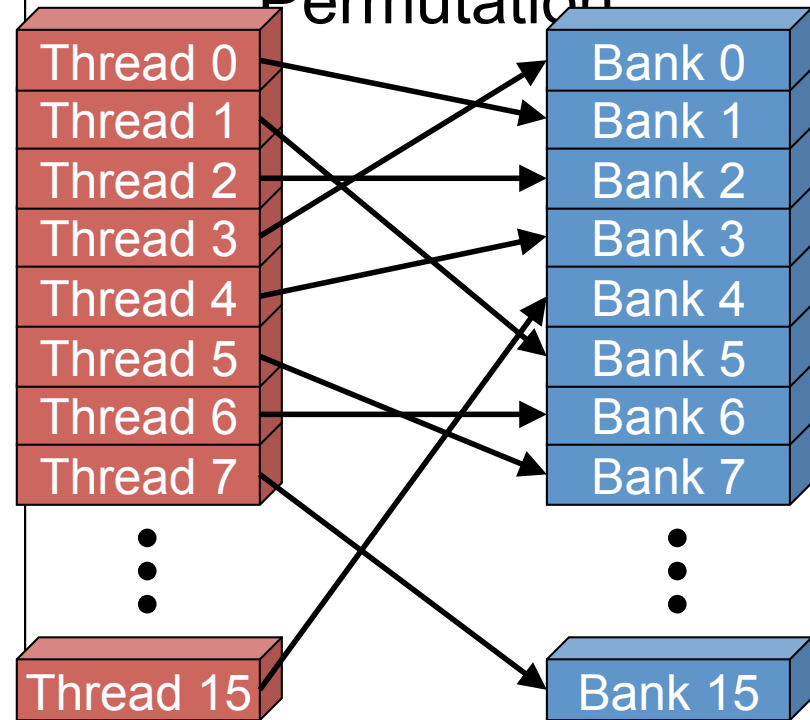 Permutation
Thread 0
Thread 1
Thread 2
Thread 3
Thread 4
Thread 5
Thread 6
Thread 7
Thread 15
Bank 0
Bank 1
Bank 2
Bank 3
Bank 4
Bank 5
Bank 6
Bank 7
Bank 15